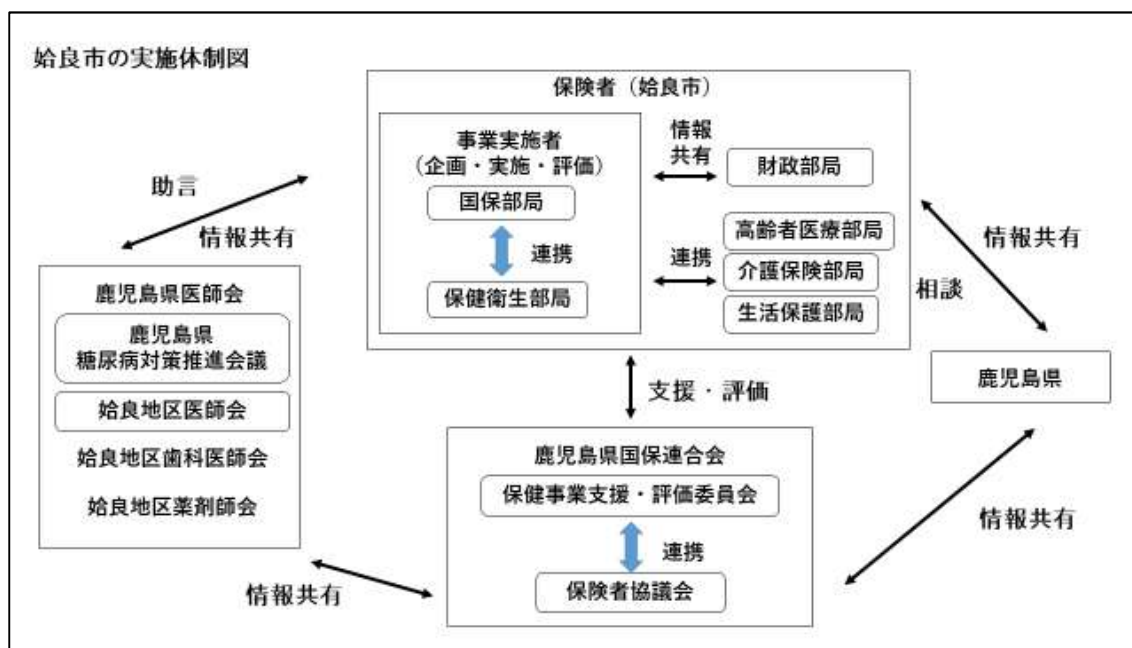 姶良市の実施体制図
保険者（姶良市）
事業実施者
（企画・実施・評価）
国保部局
連携
保健衛生部局
情報
共有
財政部局
連携
高齢者医療部局
介護保険部局
生活保護部局
助言
情報共有
鹿児島県医師会
鹿児島県
糖尿病対策推進会議
姶良地区医師会
姶良地区歯科医師会
姶良地区薬剤師会
情報共有
相談
鹿児島県
支援・評価
鹿児島県国保連合会
保健事業支援・評価委員会
連携
保険者協議会
情報共有
情報共有